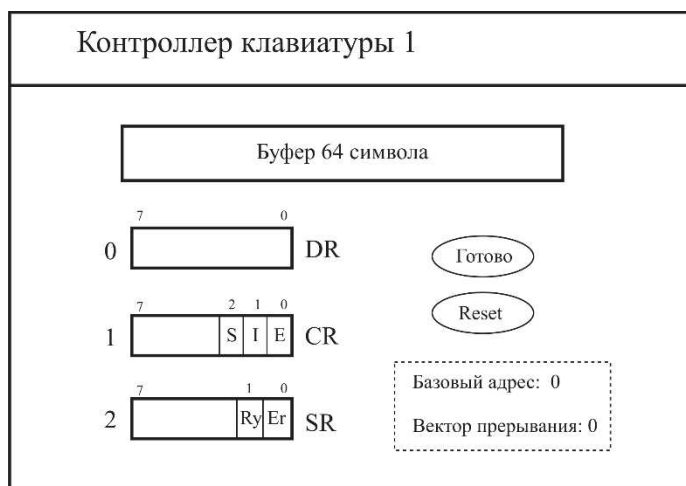 Контроллер клавиатуры 1
Буфер 64 символа
7 0
0 DR
Готово
7 2 1 0
1 S I E CR
Reset
7 1 0
2 Ry Er SR
Базовый адрес: 0
Вектор прерывания: 0